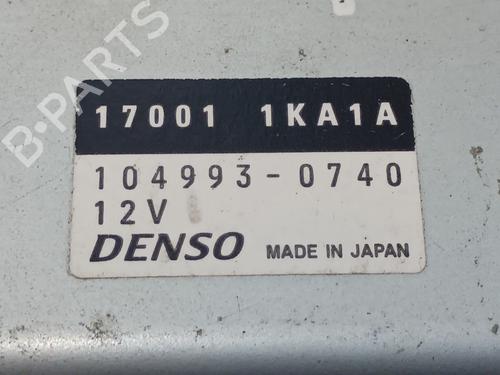 B-PARTS
17001 1KA1A
104993-0740
12V
DENSO MADE IN JAPAN